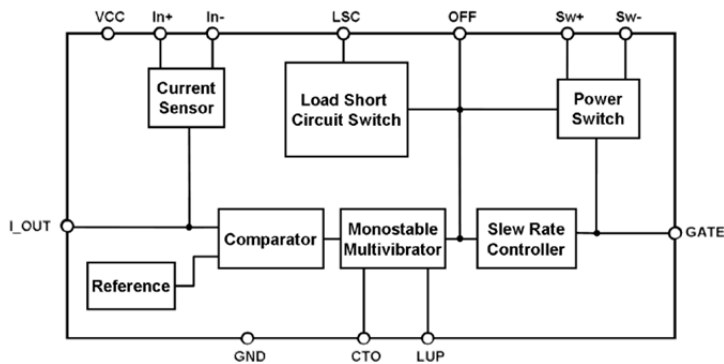 VCC In+ In- LSC OFF Sw+ Sw-
Current
Sensor
Load Short
Circuit Switch
Power
Switch
I_OUT
Comparator
Monostable
Multivibrator
Slew Rate
Controller
GATE
Reference
GND CTO LUP